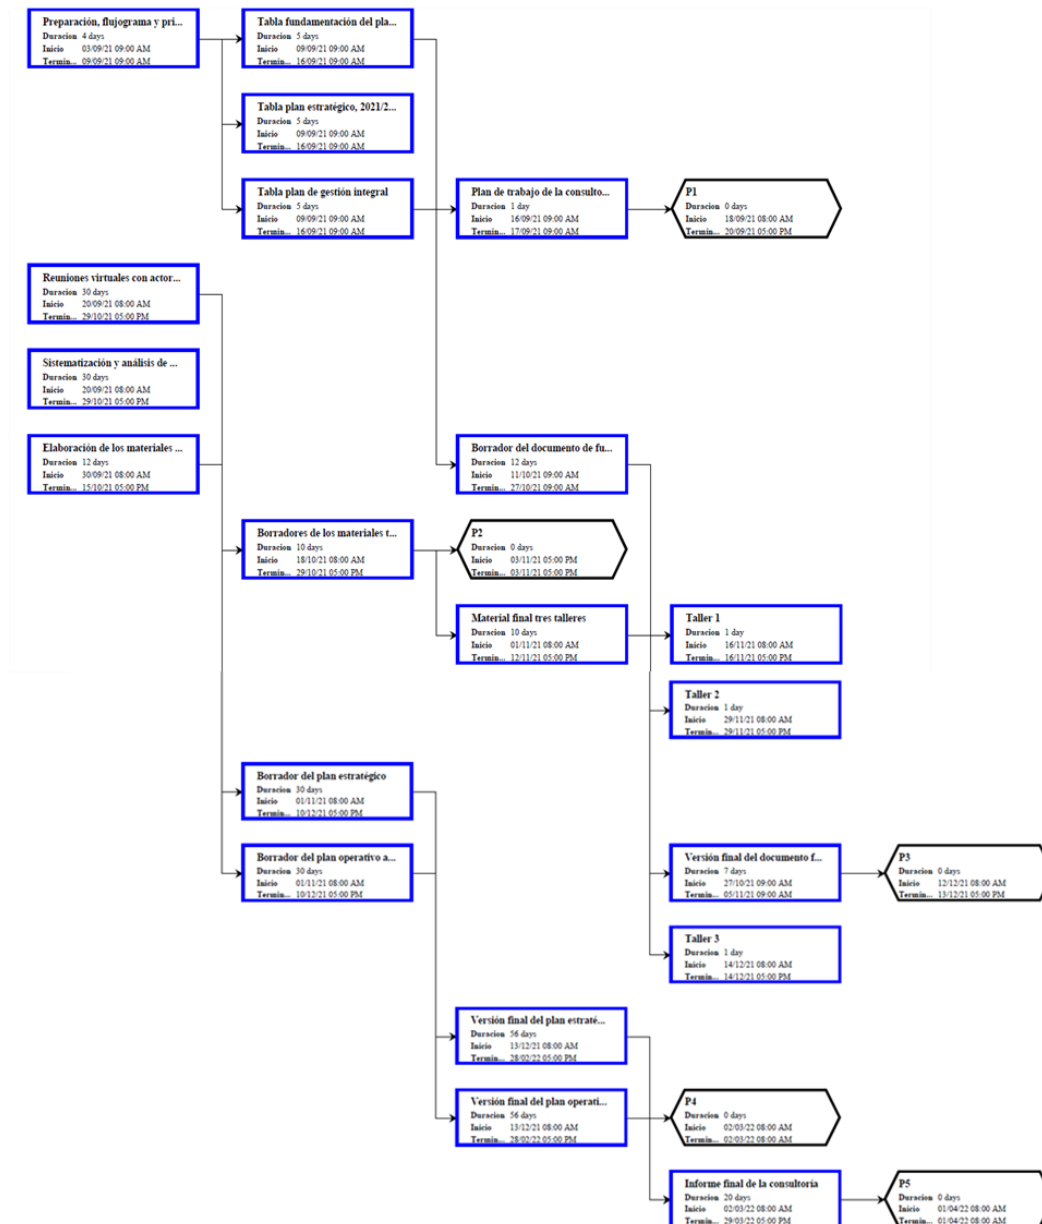 Preparación, flujograma y pri...
Duracion 4 days
Inicio 03/09/21 09:00 AM
Termin... 09/09/21 09:00 AM
Tabla fundamentación del pla...
Duracion 5 days
Inicio 09/09/21 09:00 AM
Termin... 16/09/21 09:00 AM
Tabla plan estratégico, 2021/2...
Duracion 5 days
Inicio 09/09/21 09:00 AM
Termin... 16/09/21 09:00 AM
Tabla plan de gestión integral
Duracion 5 days
Inicio 09/09/21 09:00 AM
Termin... 16/09/21 09:00 AM
Plan de trabajo de la consulto...
Duracion 1 day
Inicio 16/09/21 09:00 AM
Termin... 17/09/21 09:00 AM
P1
Duracion 0 days
Inicio 18/09/21 08:00 AM
Termin... 20/09/21 05:00 PM
Reuniones virtuales con actor...
Duracion 30 days
Inicio 20/09/21 08:00 AM
Termin... 29/10/21 05:00 PM
Sistematización y análisis de ...
Duracion 30 days
Inicio 20/09/21 08:00 AM
Termin... 29/10/21 05:00 PM
Elaboración de los materiales ...
Duracion 12 days
Inicio 30/09/21 08:00 AM
Termin... 15/10/21 05:00 PM
Borrador del documento de fu...
Duracion 12 days
Inicio 11/10/21 09:00 AM
Termin... 27/10/21 09:00 AM
Borradores de los materiales t...
Duracion 10 days
Inicio 18/10/21 08:00 AM
Termin... 29/10/21 05:00 PM
P2
Duracion 0 days
Inicio 03/11/21 05:00 PM
Termin... 03/11/21 05:00 PM
Material final tres talleres
Duracion 10 days
Inicio 01/11/21 08:00 AM
Termin... 12/11/21 05:00 PM
Taller 1
Duracion 1 day
Inicio 16/11/21 08:00 AM
Termin... 16/11/21 05:00 PM
Taller 2
Duracion 1 day
Inicio 29/11/21 08:00 AM
Termin... 29/11/21 05:00 PM
Borrador del plan estratégico
Duracion 30 days
Inicio 01/11/21 08:00 AM
Termin... 10/12/21 05:00 PM
Borrador del plan operativo a...
Duracion 30 days
Inicio 01/11/21 08:00 AM
Termin... 10/12/21 05:00 PM
Versión final del documento f...
Duracion 7 days
Inicio 27/10/21 09:00 AM
Termin... 05/11/21 09:00 AM
P3
Duracion 0 days
Inicio 12/12/21 08:00 AM
Termin... 13/12/21 05:00 PM
Taller 3
Duracion 1 day
Inicio 14/12/21 08:00 AM
Termin... 14/12/21 05:00 PM
Versión final del plan estraté...
Duracion 56 days
Inicio 13/12/21 08:00 AM
Termin... 28/02/22 05:00 PM
Versión final del plan operati...
Duracion 56 days
Inicio 13/12/21 08:00 AM
Termin... 28/02/22 05:00 PM
P4
Duracion 0 days
Inicio 02/03/22 08:00 AM
Termin... 02/03/22 08:00 AM
Informe final de la consultoría
Duracion 20 days
Inicio 02/03/22 08:00 AM
Termin... 29/03/22 05:00 PM
P5
Duracion 0 days
Inicio 01/04/22 08:00 AM
Termin... 01/04/22 08:00 AM